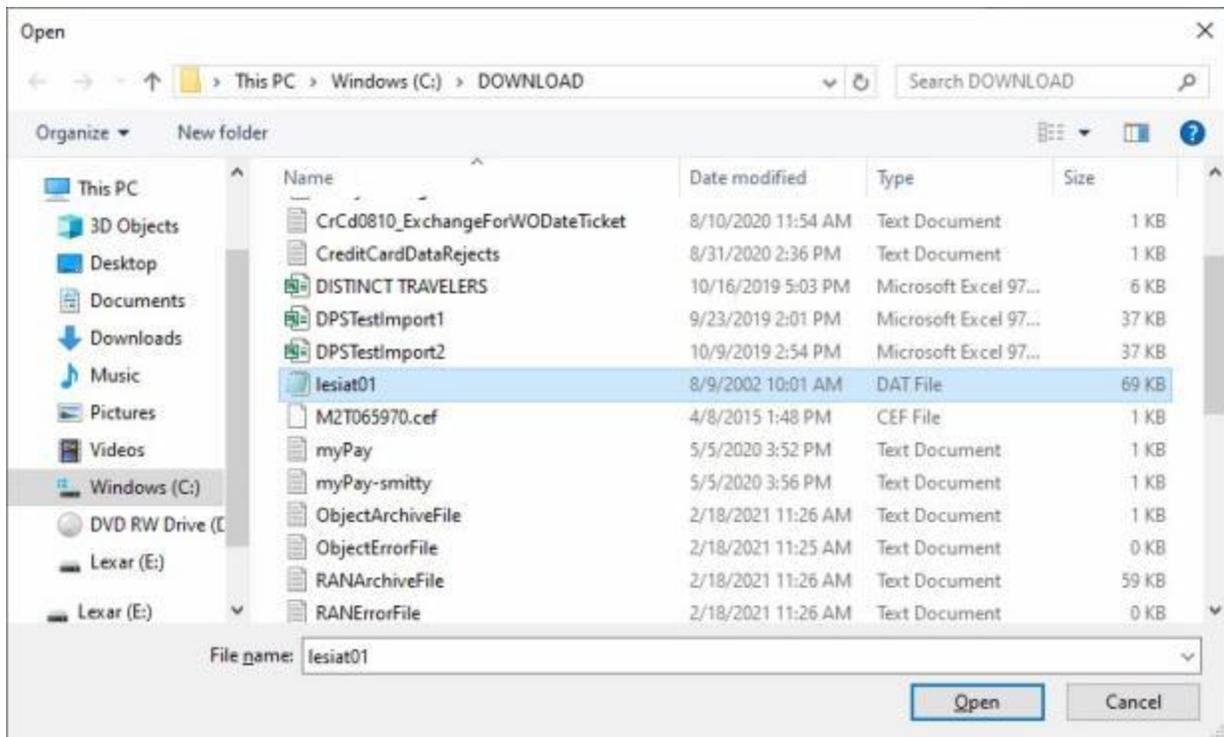 Open
This PC > Windows (C:) > DOWNLOAD
Search DOWNLOAD
Organize
New folder
This PC
3D Objects
Desktop
Documents
Downloads
Music
Pictures
Videos
Windows (C:)
DVD RW Drive (D
Lexar (E:)
Lexar (E:)
Name Date modified Type Size
CrCd0810_ExchangeForWODateTicket 8/10/2020 11:54 AM Text Document 1 KB
CreditCardDataRejects 8/31/2020 2:36 PM Text Document 1 KB
DISTINCT TRAVELERS 10/16/2019 5:03 PM Microsoft Excel 97... 6 KB
DPSTestImport1 9/23/2019 2:01 PM Microsoft Excel 97... 37 KB
DPSTestImport2 10/9/2019 2:54 PM Microsoft Excel 97... 37 KB
lesiat01 8/9/2002 10:01 AM DAT File 69 KB
M2T065970.cef 4/8/2015 1:48 PM CEF File 1 KB
myPay 5/5/2020 3:52 PM Text Document 1 KB
myPay-smitty 5/5/2020 3:56 PM Text Document 1 KB
ObjectArchiveFile 2/18/2021 11:26 AM Text Document 1 KB
ObjectErrorFile 2/18/2021 11:25 AM Text Document 0 KB
RANArchiveFile 2/18/2021 11:26 AM Text Document 59 KB
RANErrorFile 2/18/2021 11:26 AM Text Document 0 KB
File name: lesiat01
Open
Cancel